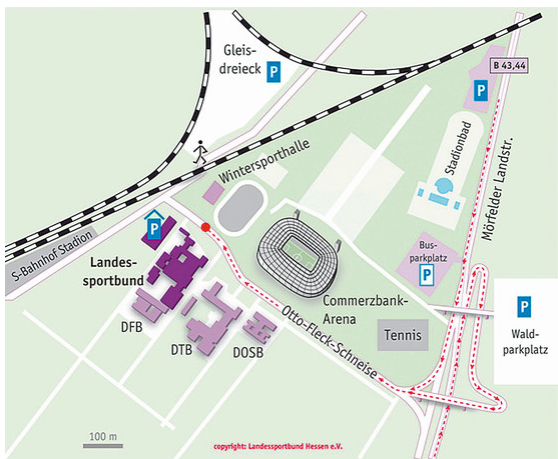 Gleis-
dreieck
P
B 43,44
P
Stadionbad
Mörfelder Landstr.
Wintersporthalle
S-Bahnhof Stadion
P
Landes-
sportbund
Bus-
parkplatz
P
Commerzbank-
Arena
Otto-Fleck-Schneise
Tennis
P
Wald-
parkplatz
DFB
DTB
DOSB
100 m
copyright: Landessportbund Hessen e.V.